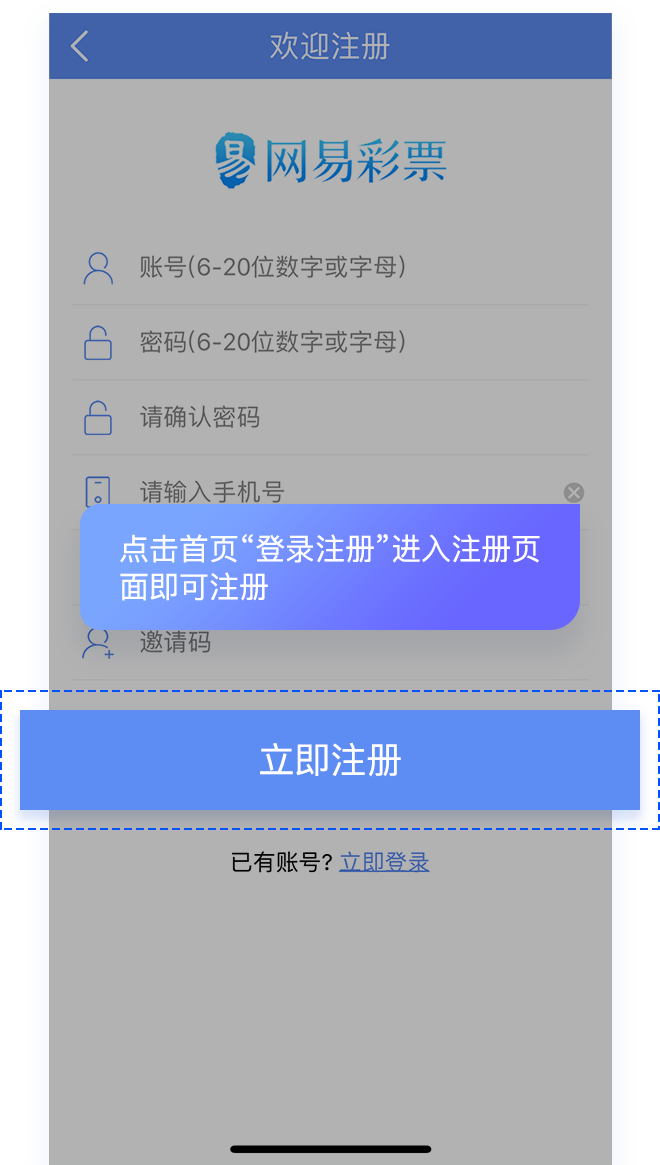 欢迎注册
网易彩票
账号(6-20位数字或字母)
密码(6-20位数字或字母)
请确认密码
请输入手机号
点击首页“登录注册”进入注册页
面即可注册
邀请码
立即注册
已有账号? 立即登录